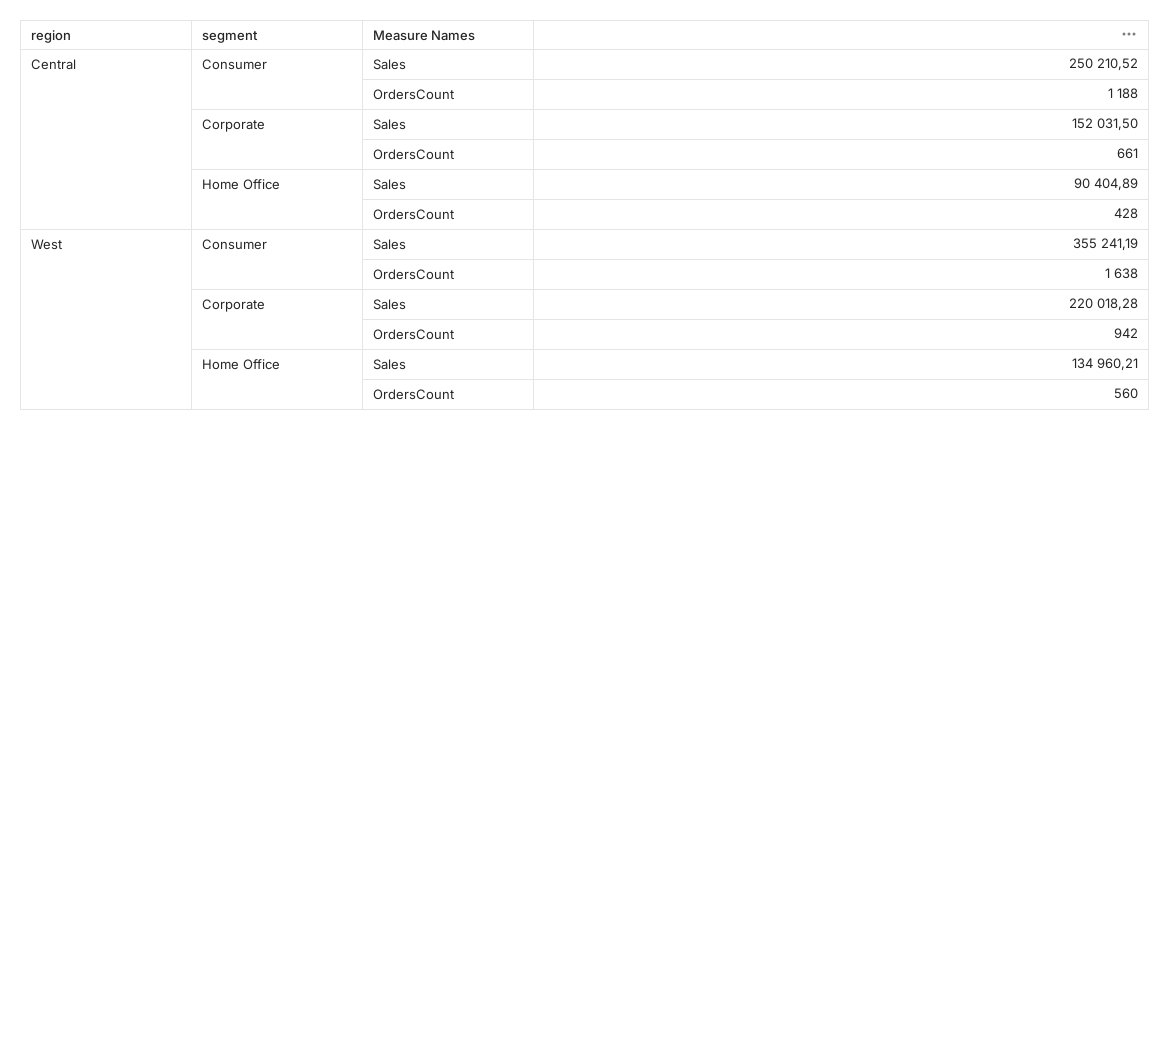 region segment Measure Names
Central Consumer Sales 250 210,52
OrdersCount 1 188
Corporate Sales 152 031,50
OrdersCount 661
Home Office Sales 90 404,89
OrdersCount 428
West Consumer Sales 355 241,19
OrdersCount 1 638
Corporate Sales 220 018,28
OrdersCount 942
Home Office Sales 134 960,21
OrdersCount 560